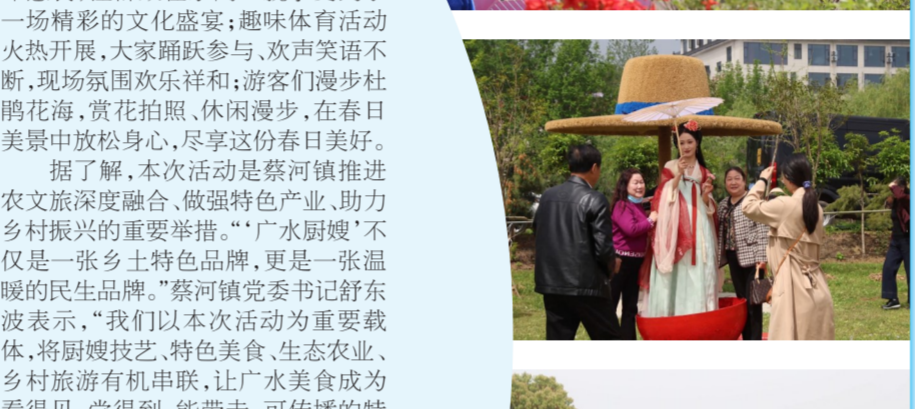 一场精彩的文化盛宴；趣味体育活动
火热开展，大家踊跃参与、欢声笑语不
断，现场氛围欢乐祥和；游客们漫步杜
鹃花海，赏花拍照、休闲漫步，在春日
美景中放松身心，尽享这份春日美好。
据了解，本次活动是蔡河镇推进
农文旅深度融合、做强特色产业、助力
乡村振兴的重要举措。“‘广水厨嫂’不
仅是一张乡土特色品牌，更是一张温
暖的民生品牌。”蔡河镇党委书记舒东
波表示，“我们以本次活动为重要载
体，将厨嫂技艺、特色美食、生态农业、
乡村旅游有机串联，让广水美食成为